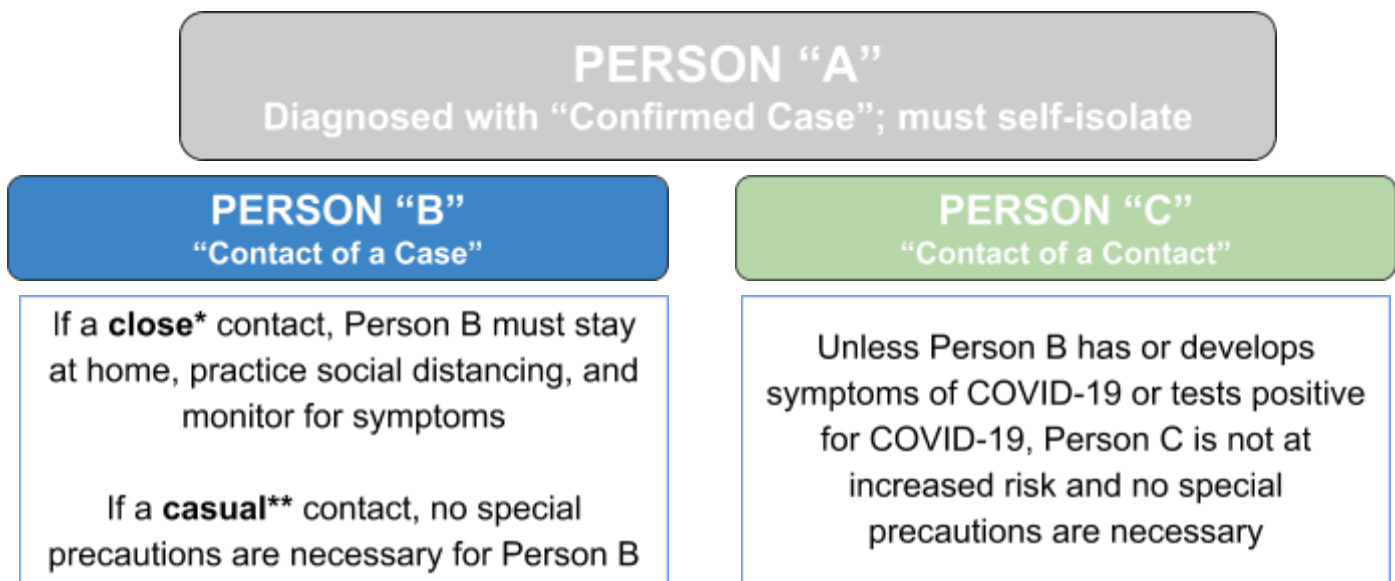 PERSON “A”
Diagnosed with “Confirmed Case”; must self-isolate
PERSON “B”
“Contact of a Case”
If a close* contact, Person B must stay
at home, practice social distancing, and
monitor for symptoms
If a casual** contact, no special
precautions are necessary for Person B
PERSON “C”
“Contact of a Contact”
Unless Person B has or develops
symptoms of COVID-19 or tests positive
for COVID-19, Person C is not at
increased risk and no special
precautions are necessary